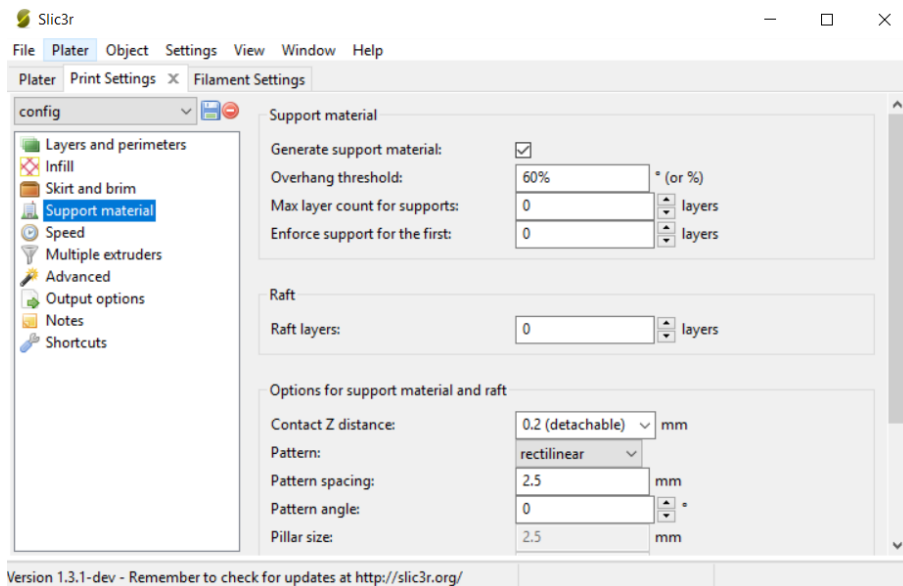 Slic3r
File Plater Object Settings View Window Help
Plater Print Settings Filament Settings
config
Layers and perimeters
Infill
Skirt and brim
Support material
Speed
Multiple extruders
Advanced
Output options
Notes
Shortcuts
Support material
Generate support material:
Overhang threshold: 60% ° (or %)
Max layer count for supports: 0 layers
Enforce support for the first: 0 layers
Raft
Raft layers: 0 layers
Options for support material and raft
Contact Z distance: 0.2 (detachable) mm
Pattern: rectilinear
Pattern spacing: 2.5 mm
Pattern angle: 0 °
Pillar size: 2.5 mm
Version 1.3.1-dev - Remember to check for updates at http://slic3r.org/